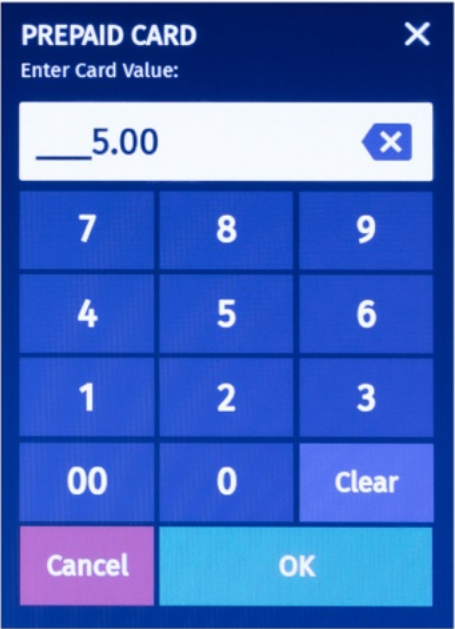 PREPAID CARD
Enter Card Value:
___5.00
7 8 9
4 5 6
1 2 3
00 0 Clear
Cancel OK